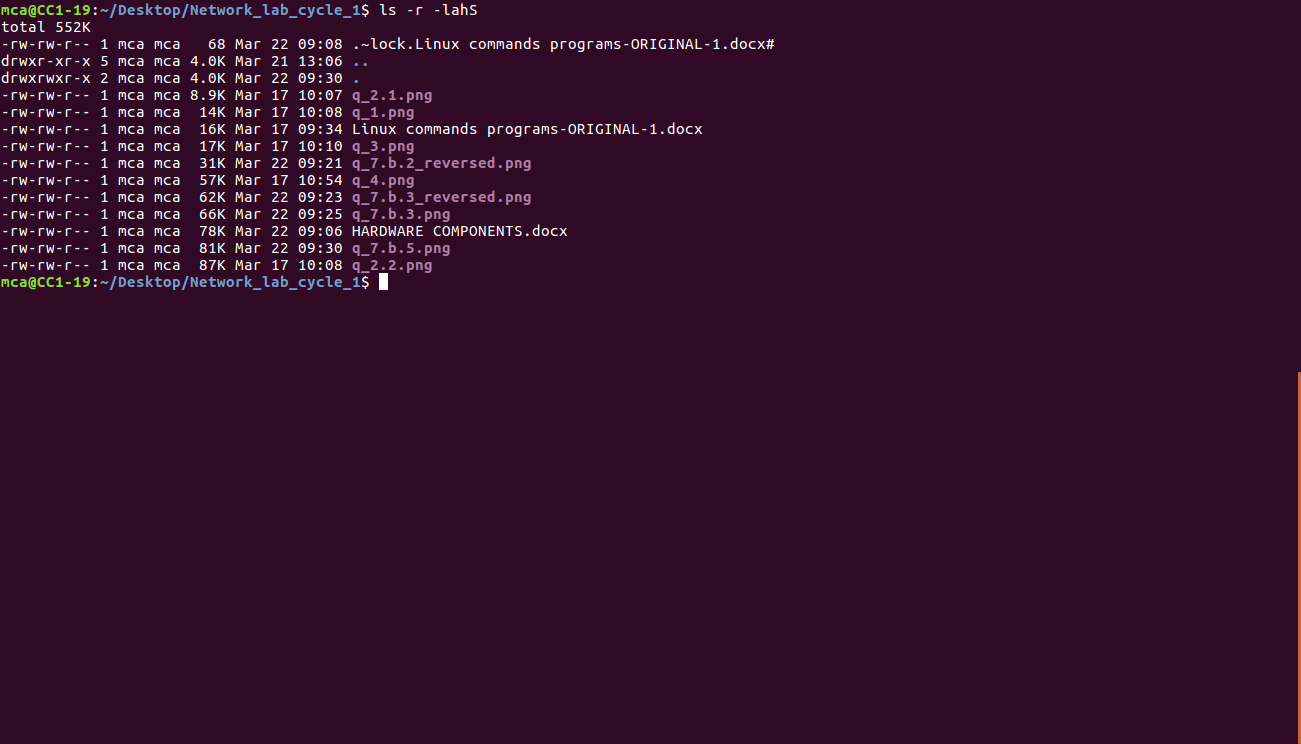 mca@CC1-19:~/Desktop/Network_lab_cycle_1$ ls -r -lahS
total 552K
-rw-rw-r-- 1 mca mca   68 Mar 22 09:08 .~lock.Linux commands programs-ORIGINAL-1.docx#
drwxr-xr-x 5 mca mca 4.0K Mar 21 13:06 ..
drwxrwxr-x 2 mca mca 4.0K Mar 22 09:30 .
-rw-rw-r-- 1 mca mca 8.9K Mar 17 10:07 q_2.1.png
-rw-rw-r-- 1 mca mca  14K Mar 17 10:08 q_1.png
-rw-rw-r-- 1 mca mca  16K Mar 17 09:34 Linux commands programs-ORIGINAL-1.docx
-rw-rw-r-- 1 mca mca  17K Mar 17 10:10 q_3.png
-rw-rw-r-- 1 mca mca  31K Mar 22 09:21 q_7.b.2_reversed.png
-rw-rw-r-- 1 mca mca  57K Mar 17 10:54 q_4.png
-rw-rw-r-- 1 mca mca  62K Mar 22 09:23 q_7.b.3_reversed.png
-rw-rw-r-- 1 mca mca  66K Mar 22 09:25 q_7.b.3.png
-rw-rw-r-- 1 mca mca  78K Mar 22 09:06 HARDWARE COMPONENTS.docx
-rw-rw-r-- 1 mca mca  81K Mar 22 09:30 q_7.b.5.png
-rw-rw-r-- 1 mca mca  87K Mar 17 10:08 q_2.2.png
mca@CC1-19:~/Desktop/Network_lab_cycle_1$